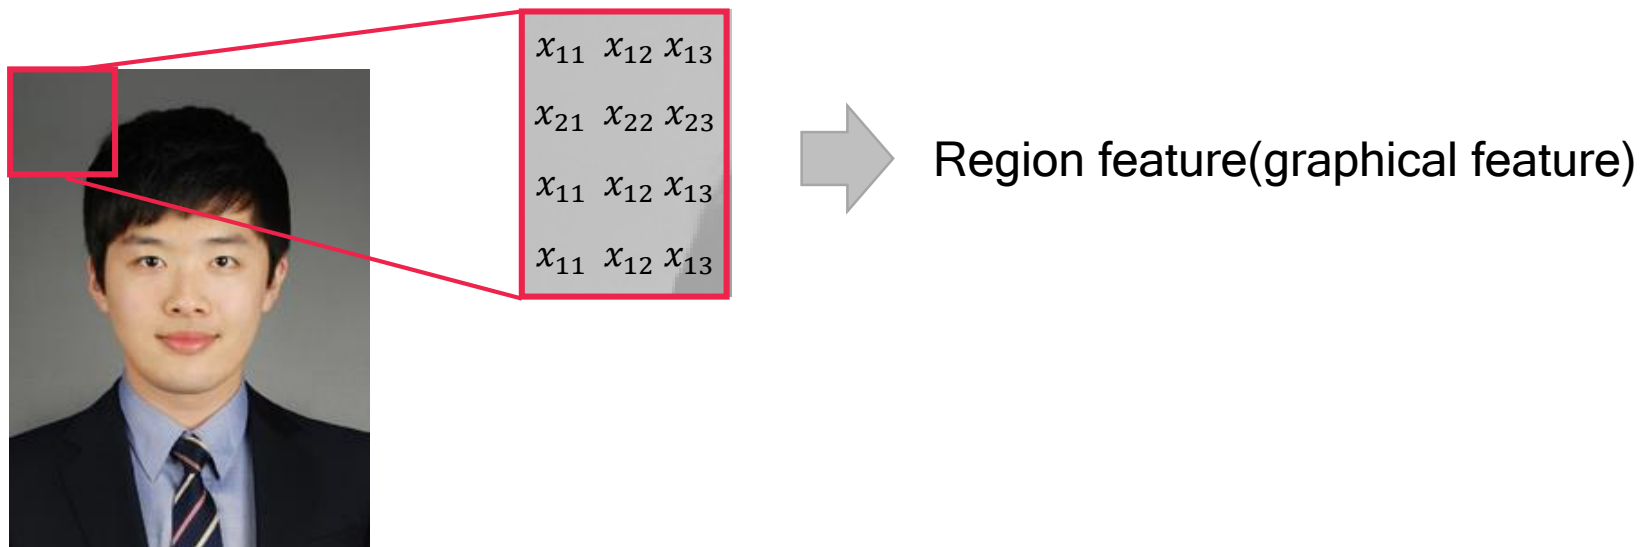 x₁₁ x₁₂ x₁₃
x₂₁ x₂₂ x₂₃
x₁₁ x₁₂ x₁₃
x₁₁ x₁₂ x₁₃
Region feature(graphical feature)